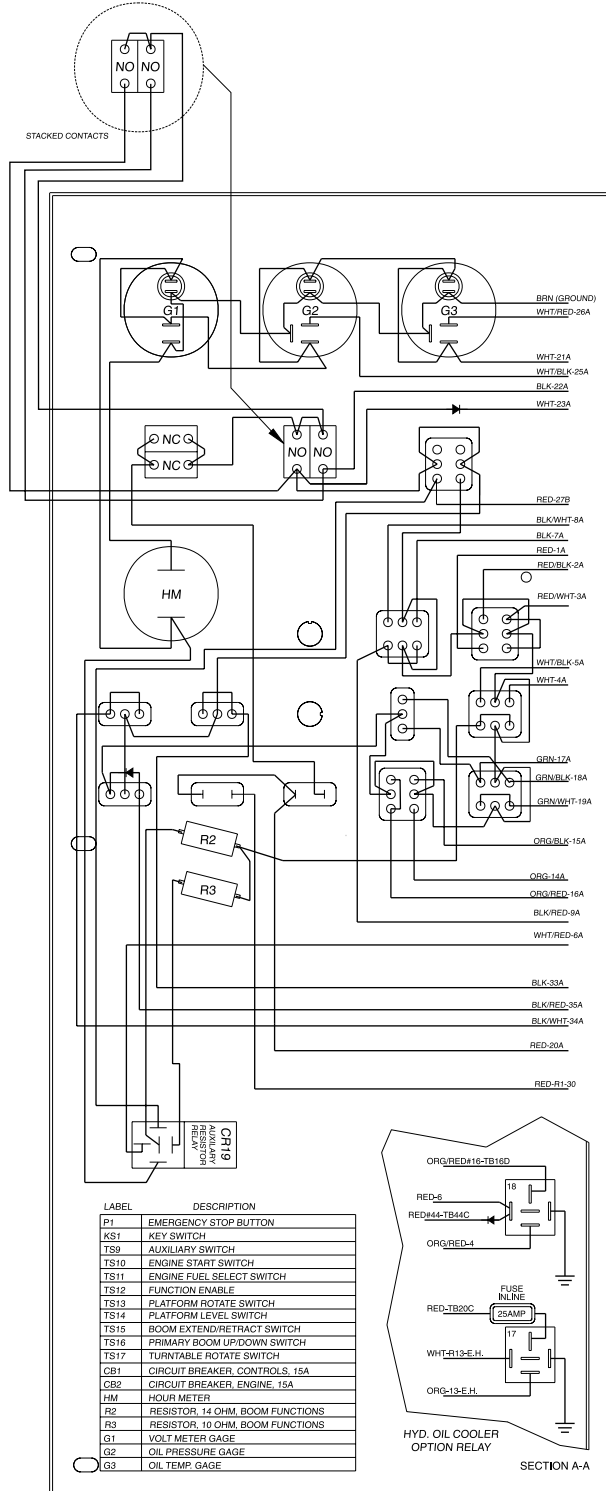 NO NO
STACKED CONTACTS
G1
G2
G3
BRN (GROUND)
WHT/RED-26A
WHT-21A
WHT/BLK-25A
BLK-22A
WHT-23A
NC
NC
NO NO
RED-27B
BLK/WHT-8A
BLK-7A
RED-1A
RED/BLK-2A
RED/WHT-3A
HM
WHT/BLK-5A
WHT-4A
GRN-17A
GRN/BLK-18A
GRN/WHT-19A
R2
ORG/BLK-15A
R3
ORG-14A
ORG/RED-16A
BLK/RED-9A
WHT/RED-6A
BLK-33A
BLK/RED-35A
BLK/WHT-34A
RED-20A
RED-R1-30
CR19
AUXILARY
RESISTOR
RELAY
LABEL DESCRIPTION
P1 EMERGENCY STOP BUTTON
KS1 KEY SWITCH
TS9 AUXILIARY SWITCH
TS10 ENGINE START SWITCH
TS11 ENGINE FUEL SELECT SWITCH
TS12 FUNCTION ENABLE
TS13 PLATFORM ROTATE SWITCH
TS14 PLATFORM LEVEL SWITCH
TS15 BOOM EXTEND/RETRACT SWITCH
TS16 PRIMARY BOOM UP/DOWN SWITCH
TS17 TURNTABLE ROTATE SWITCH
CB1 CIRCUIT BREAKER, CONTROLS, 15A
CB2 CIRCUIT BREAKER, ENGINE, 15A
HM HOUR METER
R2 RESISTOR, 14 OHM, BOOM FUNCTIONS
R3 RESISTOR, 10 OHM, BOOM FUNCTIONS
G1 VOLT METER GAGE
G2 OIL PRESSURE GAGE
G3 OIL TEMP. GAGE
ORG/RED#16-TB16D
18
RED-6
RED#44-TB44C
ORG/RED-4
FUSE
INLINE
RED-TB20C
25AMP
17
WHT-R13-E.H.
ORG-13-E.H.
HYD. OIL COOLER
OPTION RELAY
SECTION A-A